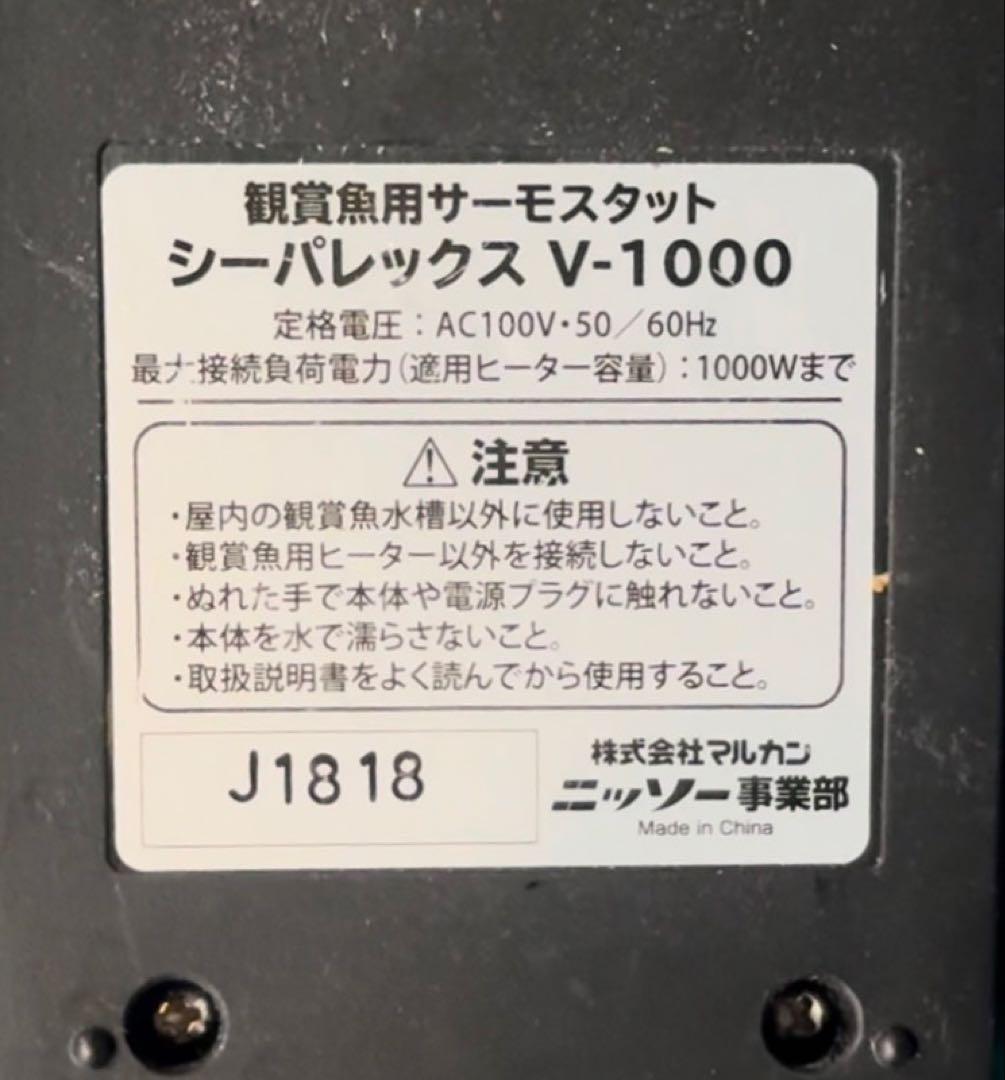 観賞魚用サーモスタット
シーパレックス V-1000
定格電圧：AC100V・50／60Hz
最大接続負荷電力（適用ヒーター容量）：1000Wまで
注意
・屋内の観賞魚水槽以外に使用しないこと。
・観賞魚用ヒーター以外を接続しないこと。
・ぬれた手で本体や電源プラグに触れないこと。
・本体を水で濡らさないこと。
・取扱説明書をよく読んでから使用すること。
J1818
株式会社マルカン
ニッソー事業部
Made in China